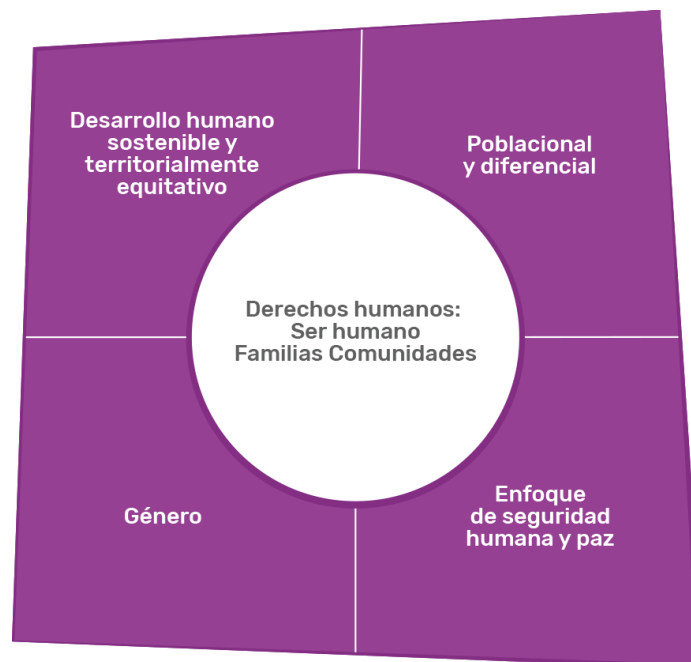 Desarrollo humano
sostenible y
territorialmente
equitativo
Poblacional
y diferencial
Derechos humanos:
Ser humano
Familias Comunidades
Género
Enfoque
de seguridad
humana y paz